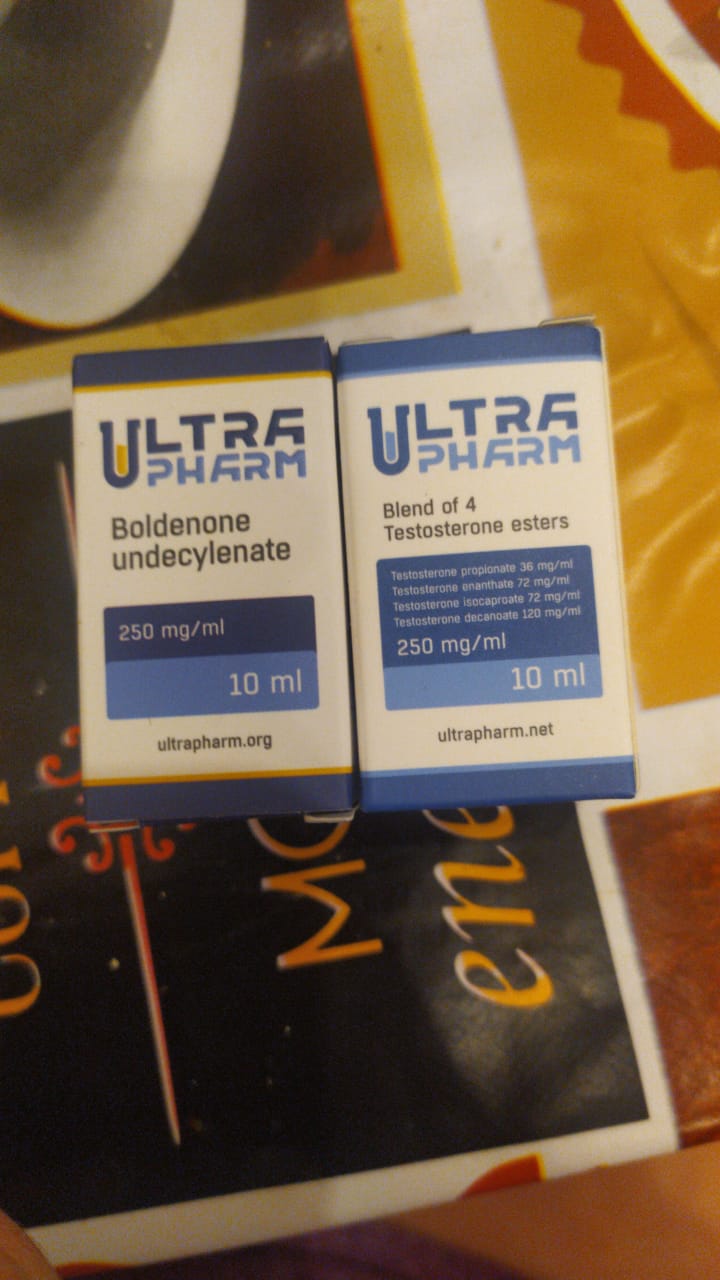 ULTRA
PHARM
Boldenone
undecylenate
250 mg/ml
10 ml
ultrapharm.org
ULTRA
PHARM
Blend of 4
Testosterone esters
Testosterone propionate 36 mg/ml
Testosterone enanthate 72 mg/ml
Testosterone isocaproate 72 mg/ml
Testosterone decanoate 120 mg/ml
250 mg/ml
10 ml
ultrapharm.net